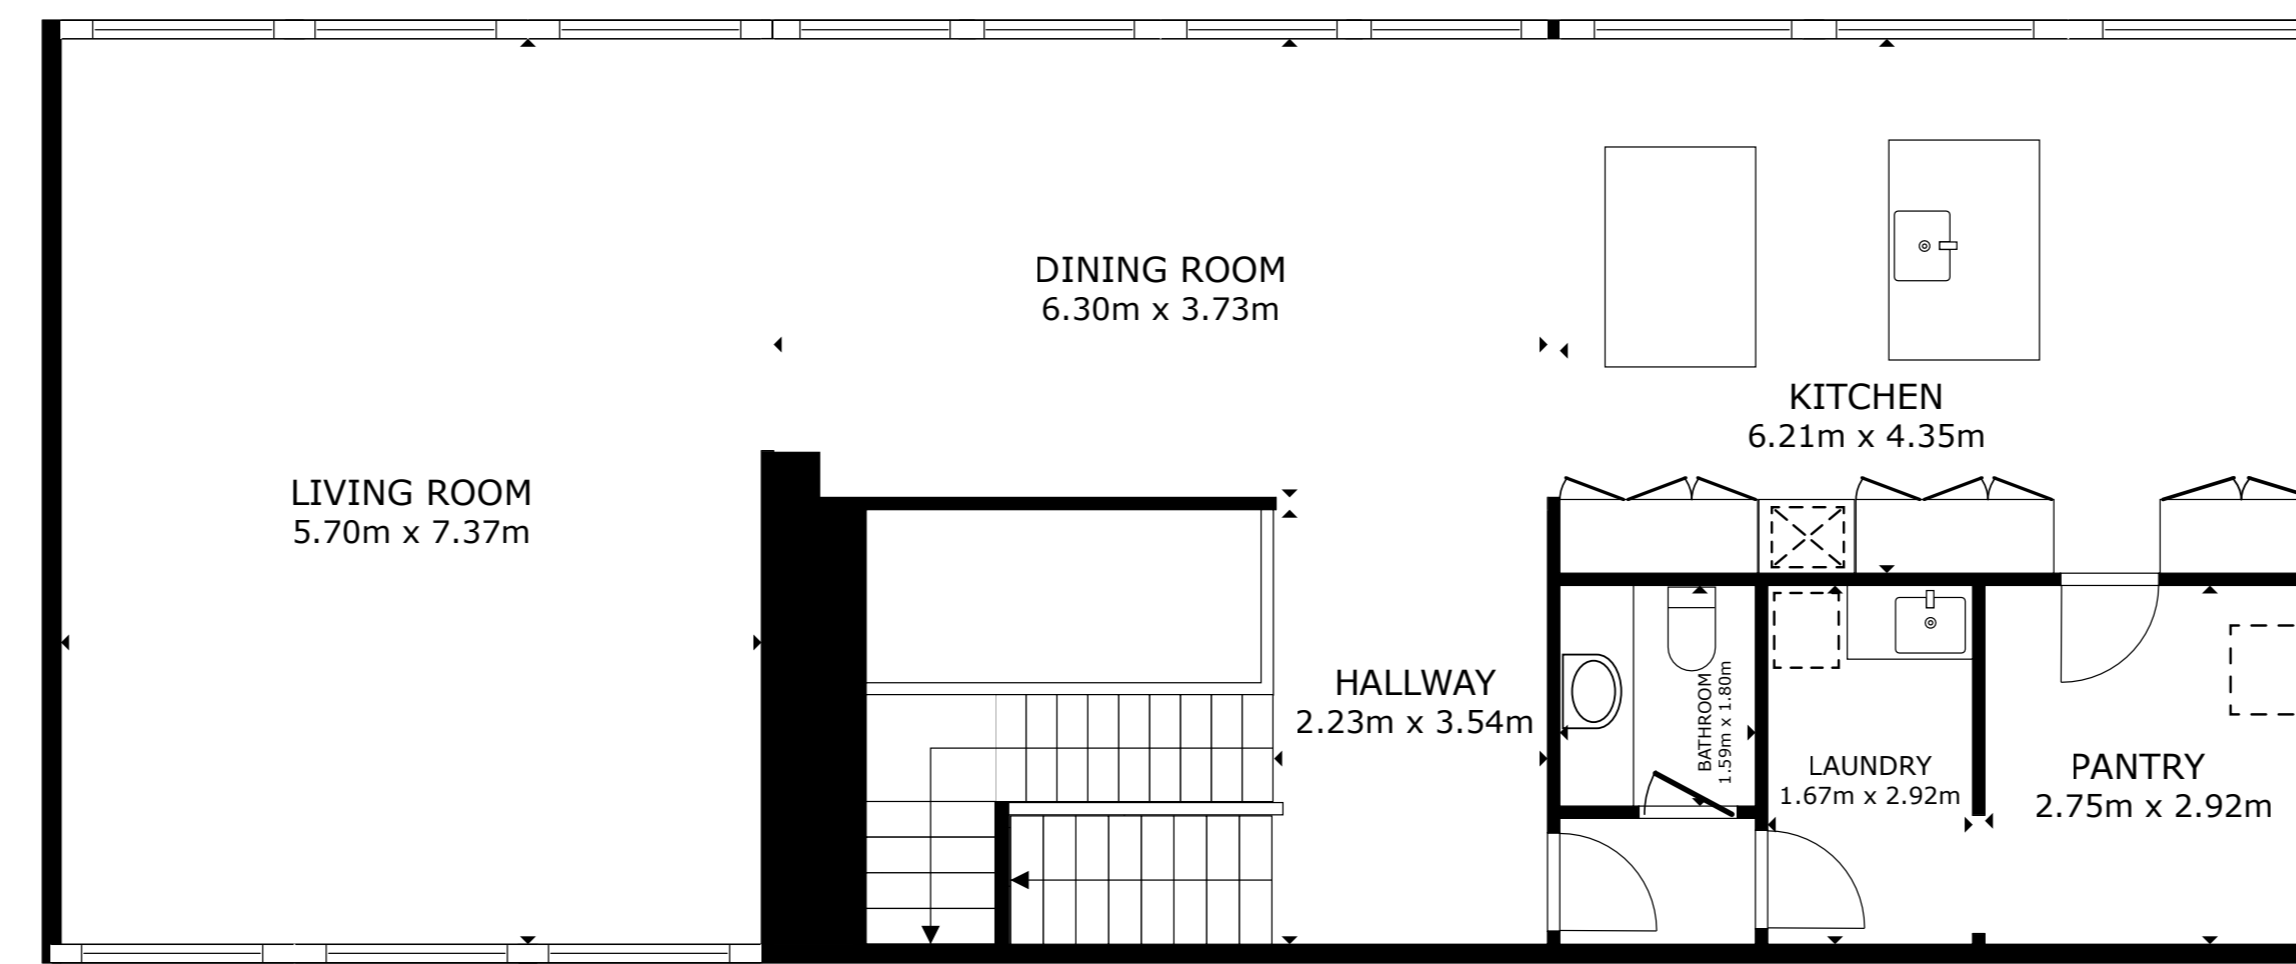 DINING ROOM
6.30m x 3.73m
KITCHEN
6.21m x 4.35m
LIVING ROOM
5.70m x 7.37m
HALLWAY
2.23m x 3.54m
BATHROOM
1.59m x 1.80m
LAUNDRY
1.67m x 2.92m
PANTRY
2.75m x 2.92m